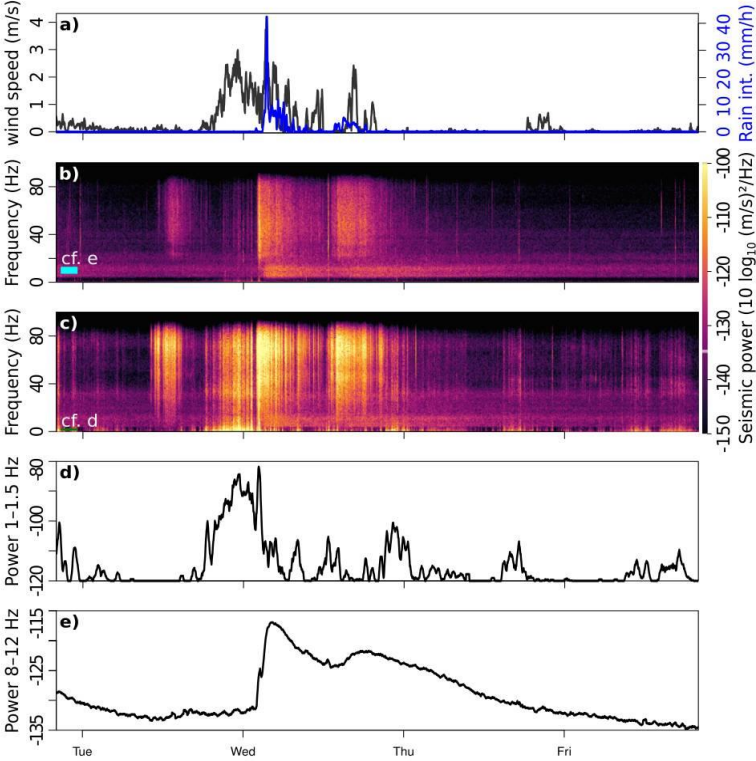 a)
wind speed (m/s)
0 1 2 3 4
0 10 20 30 40
Rain int. (mm/h)
b)
Frequency (Hz)
0 40 80
cf. e
c)
Frequency (Hz)
0 40 80
cf. d
-150 -140 -130 -120 -110 -100
Seismic power (10 log10 (m/s)²/Hz)
d)
Power 1–1.5 Hz
-120 -100 -80
e)
Power 8–12 Hz
-135 -125 -115
Tue Wed Thu Fri